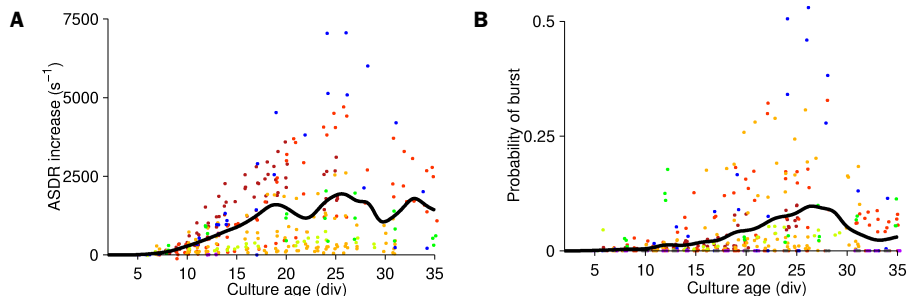 A
7500
5000
2500
0
ASDR increase (s⁻¹)
5 10 15 20 25 30 35
Culture age (div)
B
0.5
0.25
0
Probability of burst
5 10 15 20 25 30 35
Culture age (div)